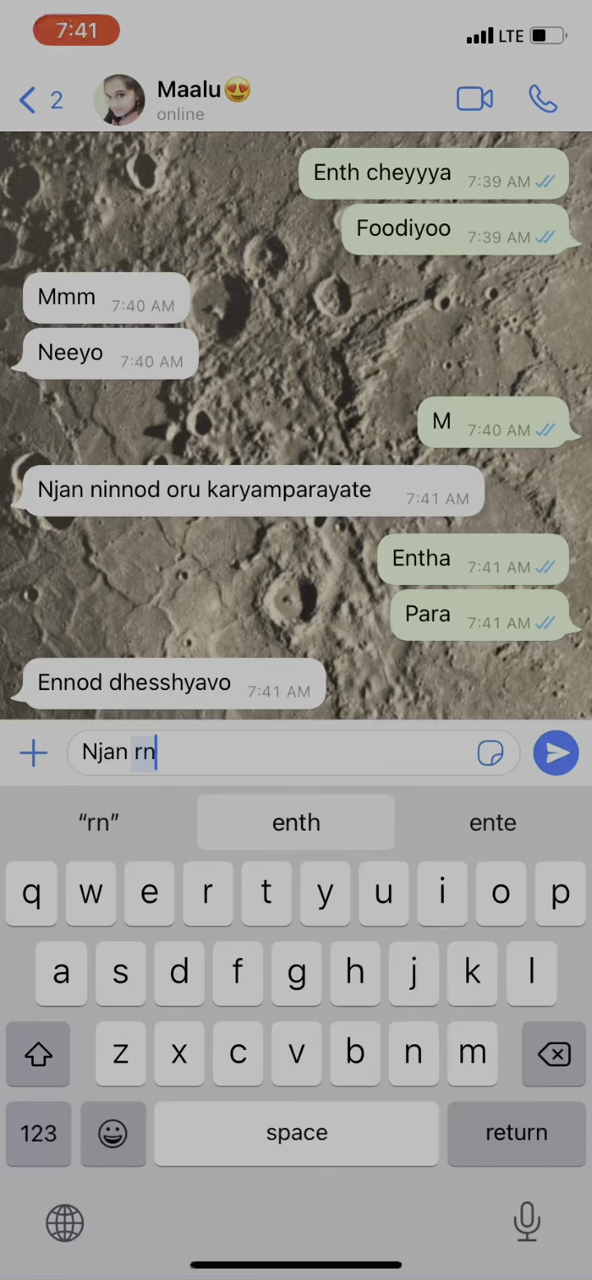 7:41
LTE
2
Maalu😍
online
Enth cheyyya 7:39 AM
Foodiyoo 7:39 AM
Mmm 7:40 AM
Neeyo 7:40 AM
M 7:40 AM
Njan ninnod oru karyamparayate 7:41 AM
Entha 7:41 AM
Para 7:41 AM
Ennod dhesshyavo 7:41 AM
Njan rn
“rn” enth ente
q w e r t y u i o p
a s d f g h j k l
z x c v b n m
123 space return